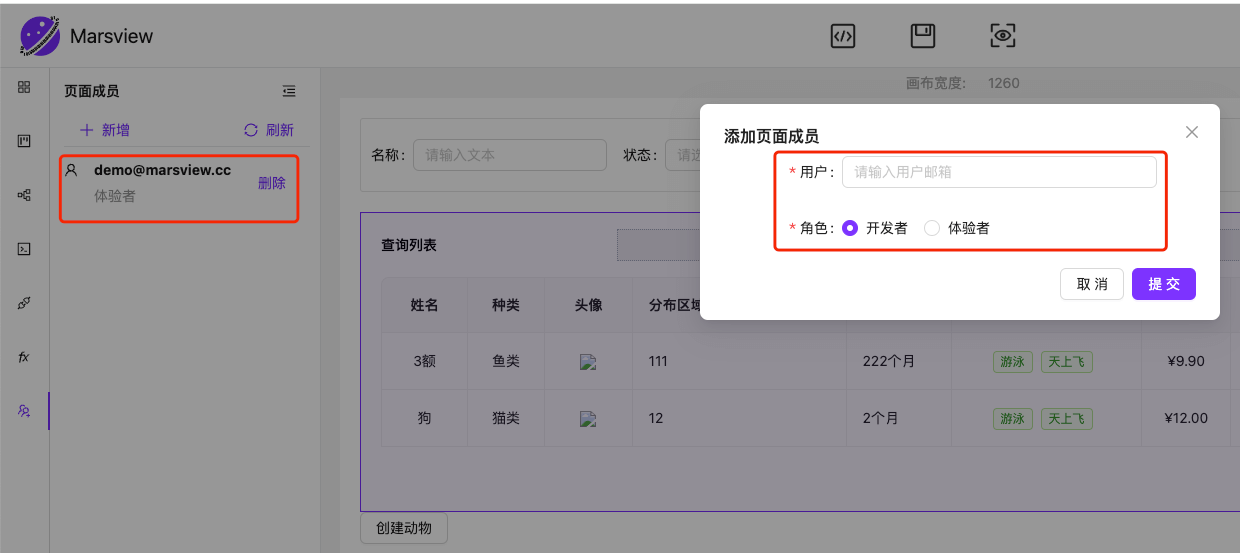 Marsview
画布宽度: 1260
页面成员
新增 刷新
demo@marsview.cc
体验者
删除
fx
名称: 请输入文本 状态: 请选
查询列表
姓名 种类 头像 分布区域
3额 鱼类 111 222个月 游泳 天上飞 ¥9.90
狗 猫类 12 2个月 游泳 天上飞 ¥12.00
创建动物
添加页面成员
* 用户: 请输入用户邮箱
* 角色: 开发者 体验者
取 消 提 交